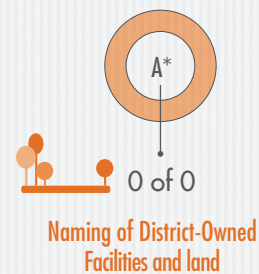 A*
0 of 0
Naming of District-Owned
Facilities and land